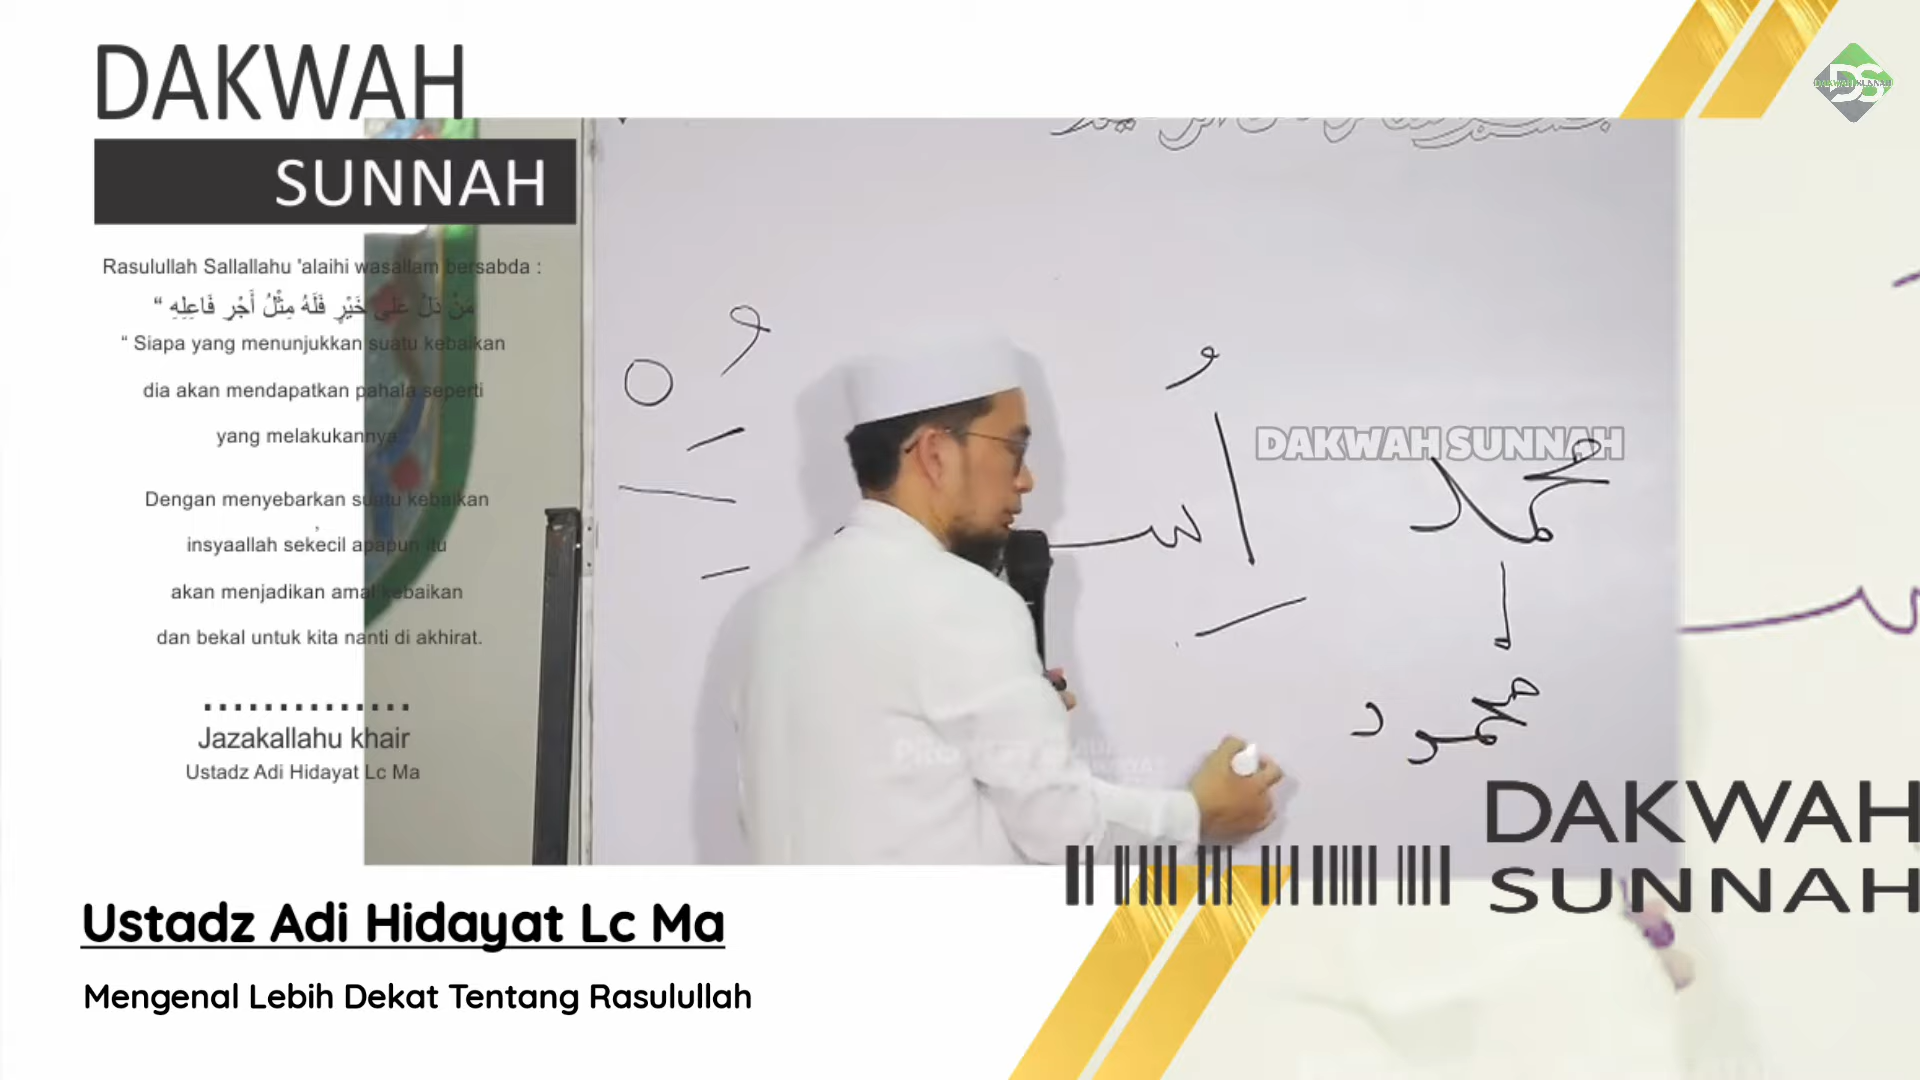 DAKWAH
SUNNAH
Rasulullah Sallallahu 'alaihi wasallam bersabda :
“ مَنْ دَلَّ عَلَى خَيْرٍ فَلَهُ مِثْلُ أَجْرِ فَاعِلِهِ
“ Siapa yang menunjukkan suatu kebaikan
dia akan mendapatkan pahala seperti
yang melakukannya
Dengan menyebarkan suatu kebaikan
insyaallah sekecil apapun itu
akan menjadikan amal kebaikan
dan bekal untuk kita nanti di akhirat.
Jazakallahu khair
Ustadz Adi Hidayat Lc Ma
DS
DAKWAH SUNNAH
DAKWAH SUNNAH
محمد
محمود
DAKWAH
SUNNAH
Ustadz Adi Hidayat Lc Ma
Mengenal Lebih Dekat Tentang Rasulullah